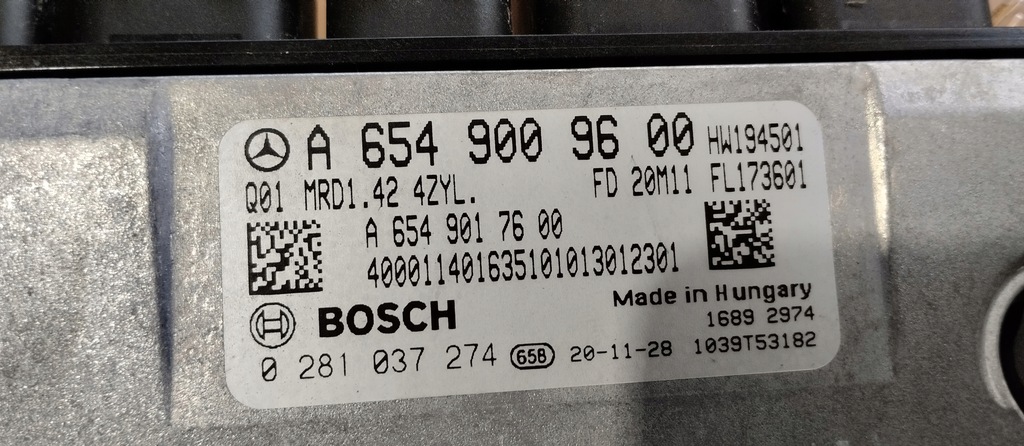 A 654 900 96 00 HW194501
Q01 MRD1.42 4ZYL. FD 20M11 FL173601
A 654 901 76 00
400011401635101013012301
BOSCH Made in Hungary
1689 2974
0 281 037 274 658 20-11-28 1039T53182